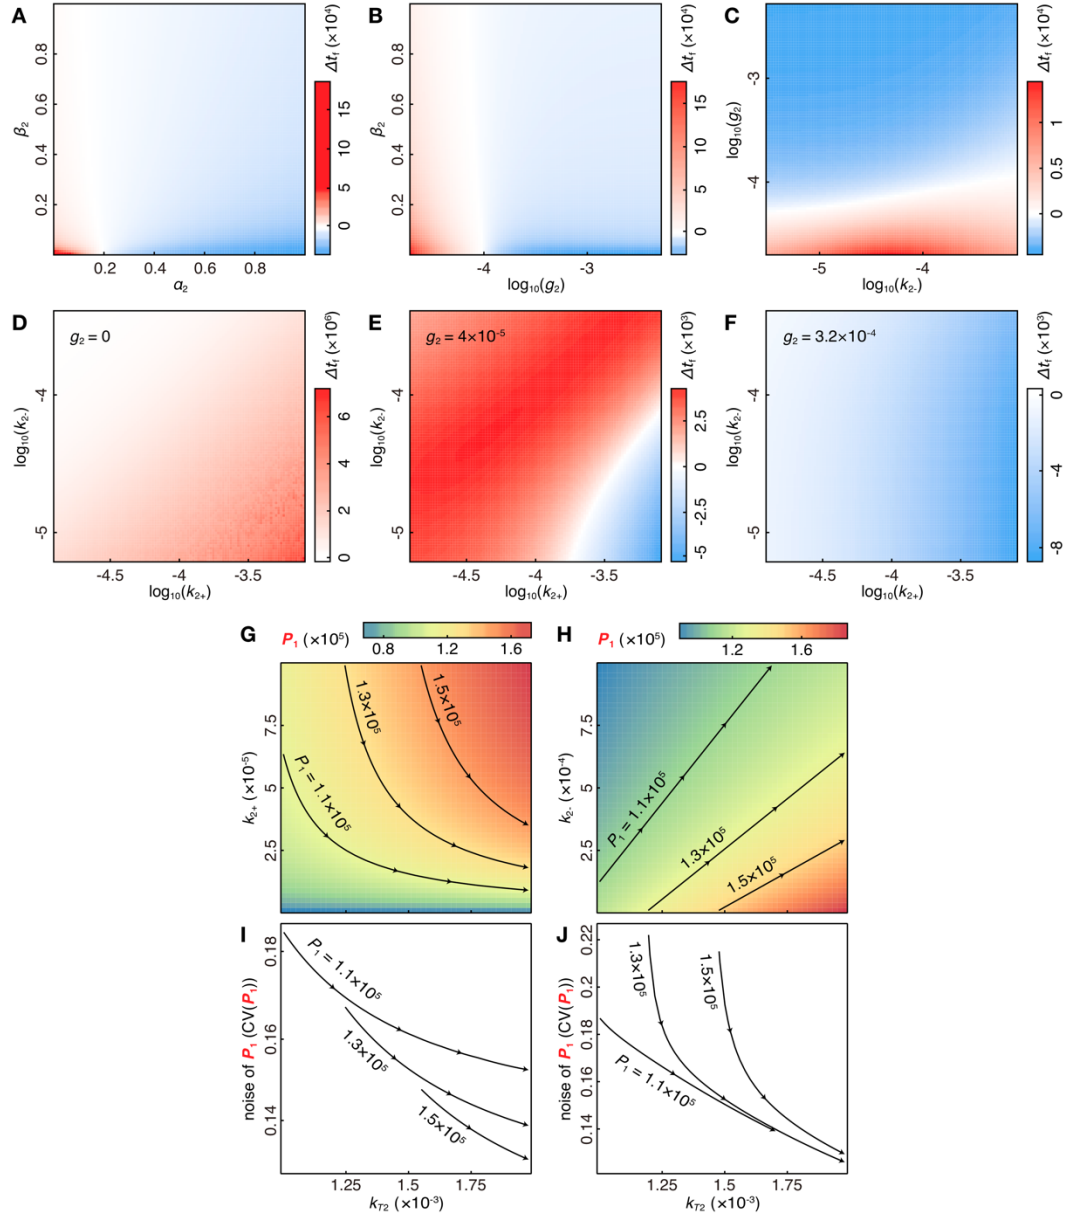 A
β₂
0.8
0.6
0.4
0.2
0.2
0.4
0.6
0.8
α₂
Δtf (×10⁴)
15
10
5
0
B
β₂
0.8
0.6
0.4
0.2
-4
-3
log₁₀(g₂)
Δtf (×10⁴)
15
10
5
0
C
log₁₀(g₂)
-3
-4
-5
-4
log₁₀(k₂₋)
Δtf (×10⁴)
1
0
D
g₂ = 0
log₁₀(k₂₋)
-4
-5
-4.5
-4
-3.5
log₁₀(k₂₊)
Δtf (×10⁶)
6
4
2
0
E
g₂ = 4×10⁻⁵
log₁₀(k₂₋)
-4
-5
-4.5
-4
-3.5
log₁₀(k₂₊)
Δtf (×10³)
2.5
0
-2.5
-5
F
g₂ = 3.2×10⁻⁴
log₁₀(k₂₋)
-4
-5
-4.5
-4
-3.5
log₁₀(k₂₊)
Δtf (×10³)
0
-4
-8
G
P₁ (×10⁵)
0.8
1.2
1.6
k₂₊ (×10⁻⁵)
7.5
5
2.5
P₁ = 1.1×10⁵
1.3×10⁵
1.5×10⁵
H
P₁ (×10⁵)
1.2
1.6
k₂₋ (×10⁻⁴)
7.5
5
2.5
P₁ = 1.1×10⁵
1.3×10⁵
1.5×10⁵
I
noise of P₁ (CV(P₁))
0.18
0.16
0.14
P₁ = 1.1×10⁵
1.3×10⁵
1.5×10⁵
1.25
1.5
1.75
kT2 (×10⁻³)
J
noise of P₁ (CV(P₁))
0.22
0.2
0.18
0.16
0.14
1.3×10⁵
1.5×10⁵
P₁ = 1.1×10⁵
1.25
1.5
1.75
kT2 (×10⁻³)